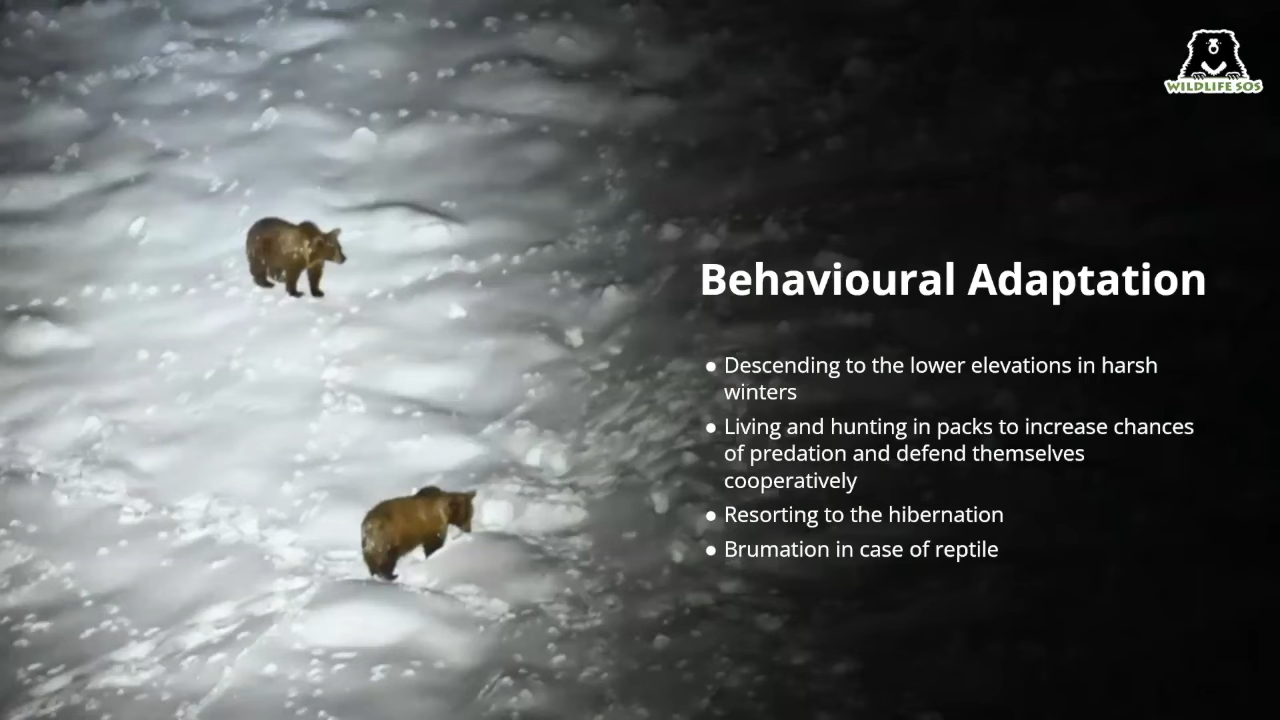 WILDLIFE SOS
Behavioural Adaptation
● Descending to the lower elevations in harsh
winters
● Living and hunting in packs to increase chances
of predation and defend themselves
cooperatively
● Resorting to the hibernation
● Brumation in case of reptile